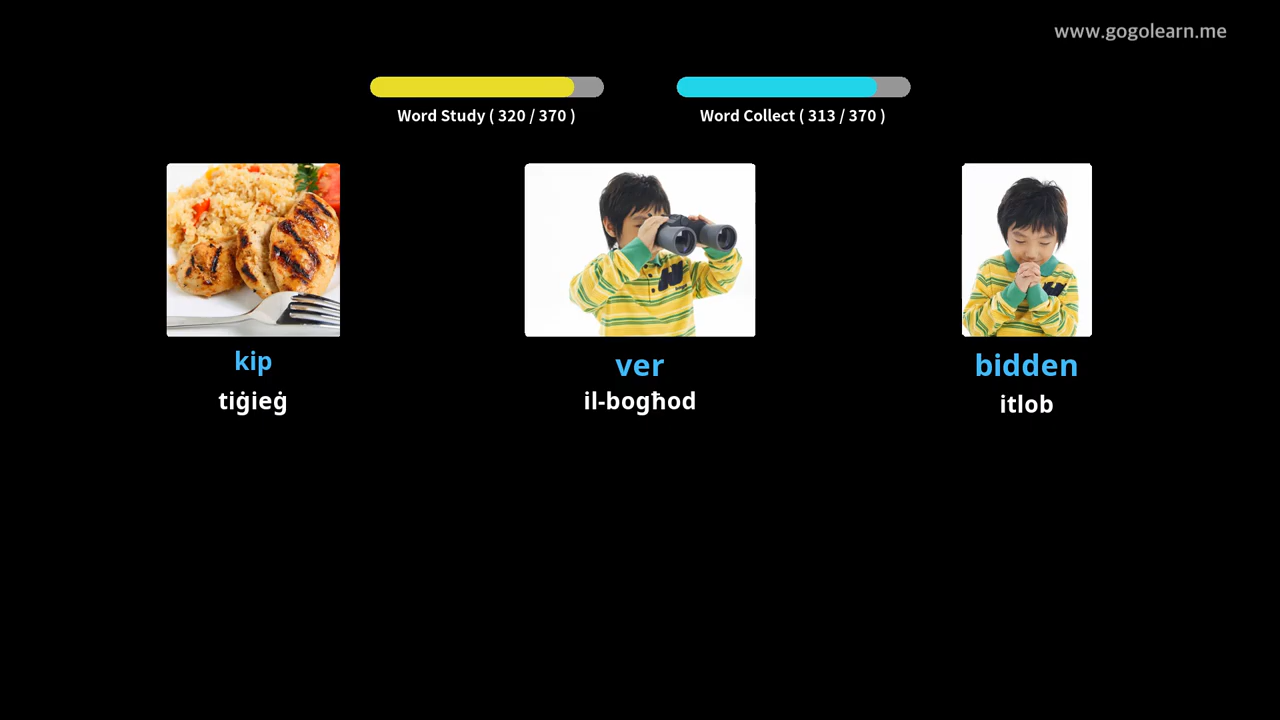 www.gogolearn.me
Word Study ( 320 / 370 )
Word Collect ( 313 / 370 )
kip
tiġieġ
ver
il-bogħod
bidden
itlob